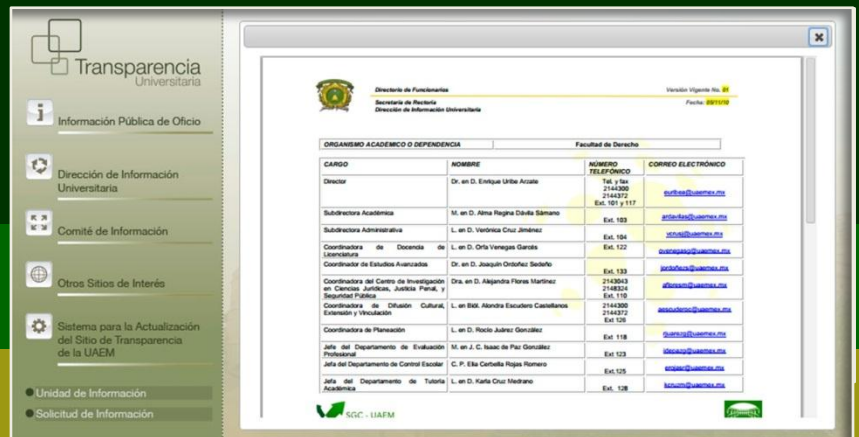 Transparencia
Universitaria
Información Pública de Oficio
Dirección de Información
Universitaria
Comité de Información
Otros Sitios de Interés
Sistema para la Actualización
del Sitio de Transparencia
de la UAEM
Unidad de Información
Solicitud de Información
Directorio de Funcionarios
Versión Vigente No. 01
Secretaría de Rectoría
Dirección de Información Universitaria
Fecha: 03/11/10
ORGANISMO ACADÉMICO O DEPENDENCIA
Facultad de Derecho
CARGO NOMBRE NÚMERO TELEFÓNICO CORREO ELECTRÓNICO
Director Dr. en D. Enrique Uribe Arzate Tel. y fax
2144300
2144372
Ext. 101 y 117
Subdirectora Académica M. en D. Alma Regina Dávila Sámano Ext. 103
Subdirectora Administrativa L. en D. Verónica Cruz Jiménez Ext. 104
Coordinadora de Docencia de Licenciatura L. en D. Orfa Venegas Garcés Ext. 122
Coordinador de Estudios Avanzados Dr. en D. Joaquín Ordoñez Sedeño Ext. 133
Coordinadora del Centro de Investigación en Ciencias Jurídicas, Justicia Penal, y Seguridad Pública Dra. en D. Alejandra Flores Martínez 2143043
2148324
Ext. 110
Coordinadora de Difusión Cultural, Extensión y Vinculación L. en Biól. Alondra Escudero Castellanos 2144300
2144372
Ext 126
Coordinadora de Planeación L. en D. Rocío Juárez González Ext 118
Jefe del Departamento de Evaluación Profesional M. en J. C. Isaac de Paz González Ext 123
Jefa del Departamento de Control Escolar C. P. Elia Cerbella Rojas Romero Ext.125
Jefa del Departamento de Tutoría Académica L. en D. Karla Cruz Medrano Ext. 128
SGC - UAEM